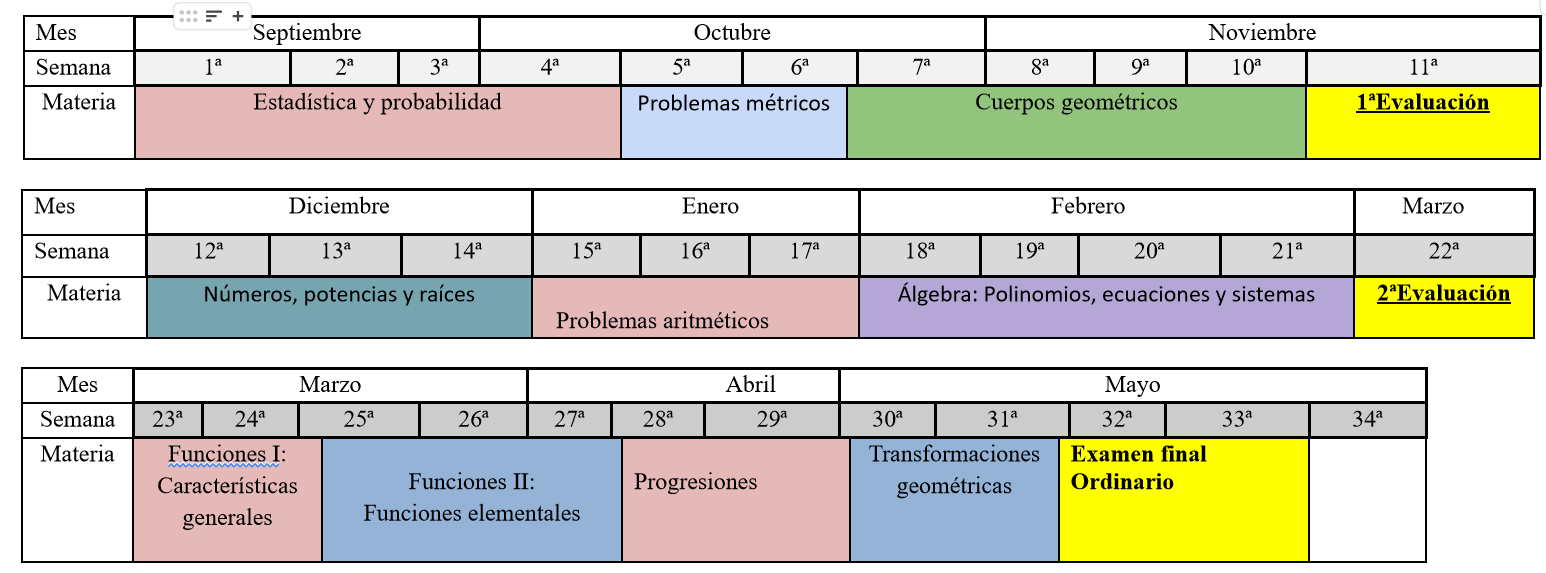 Mes Septiembre Octubre Noviembre
Semana 1ª 2ª 3ª 4ª 5ª 6ª 7ª 8ª 9ª 10ª 11ª
Materia Estadística y probabilidad Problemas métricos Cuerpos geométricos 1ªEvaluación
Mes Diciembre Enero Febrero Marzo
Semana 12ª 13ª 14ª 15ª 16ª 17ª 18ª 19ª 20ª 21ª 22ª
Materia Números, potencias y raíces Álgebra: Polinomios, ecuaciones y sistemas 2ªEvaluación
Problemas aritméticos
Mes Marzo Abril Mayo
Semana 23ª 24ª 25ª 26ª 27ª 28ª 29ª 30ª 31ª 32ª 33ª 34ª
Materia Funciones I: Transformaciones Examen final
Características Funciones II: Progresiones geométricas Ordinario
generales Funciones elementales